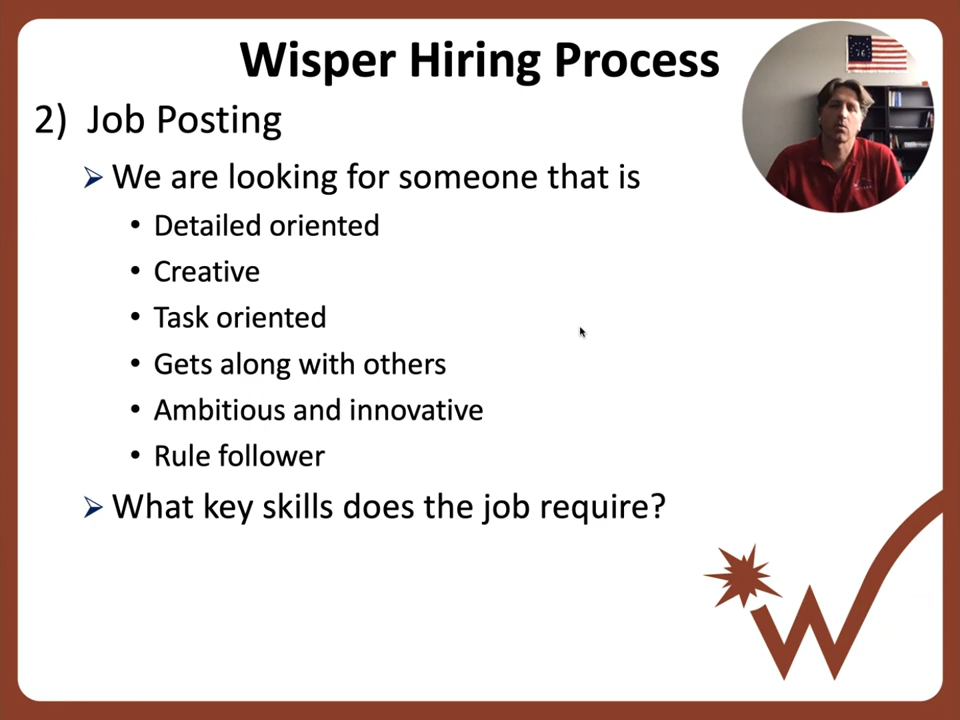 Wisper Hiring Process
2) Job Posting
➢ We are looking for someone that is
• Detailed oriented
• Creative
• Task oriented
• Gets along with others
• Ambitious and innovative
• Rule follower
➢ What key skills does the job require?